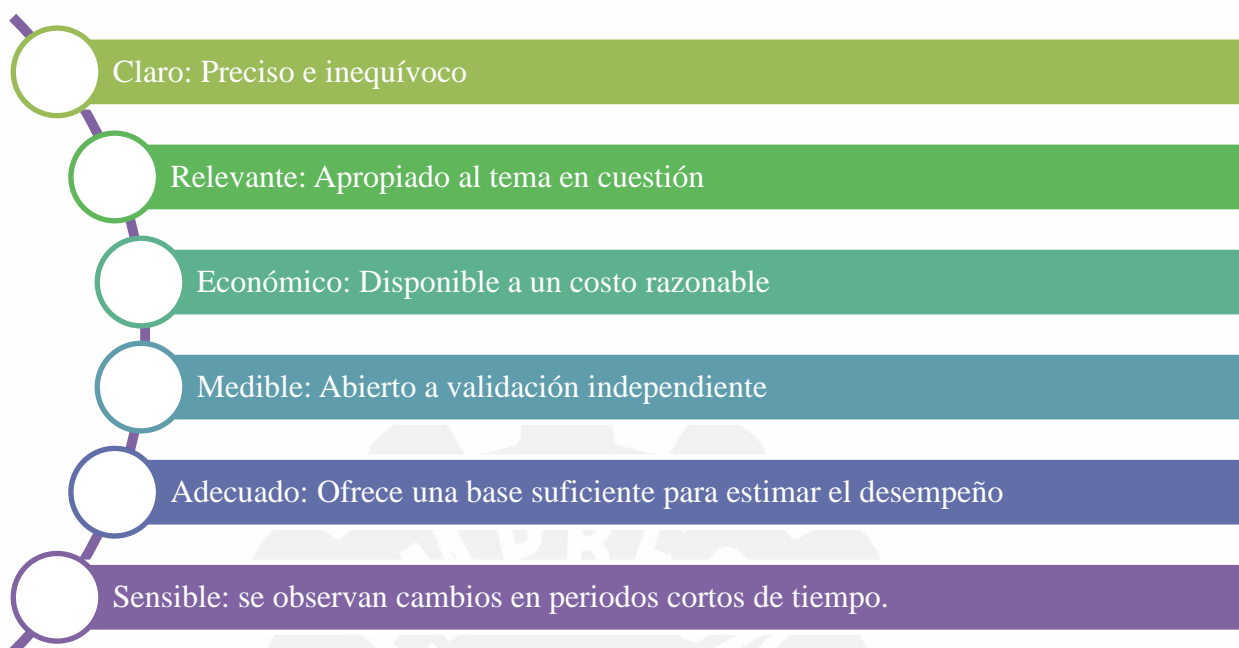 Claro: Preciso e inequívoco
Relevante: Apropiado al tema en cuestión
Económico: Disponible a un costo razonable
Medible: Abierto a validación independiente
Adecuado: Ofrece una base suficiente para estimar el desempeño
Sensible: se observan cambios en periodos cortos de tiempo.